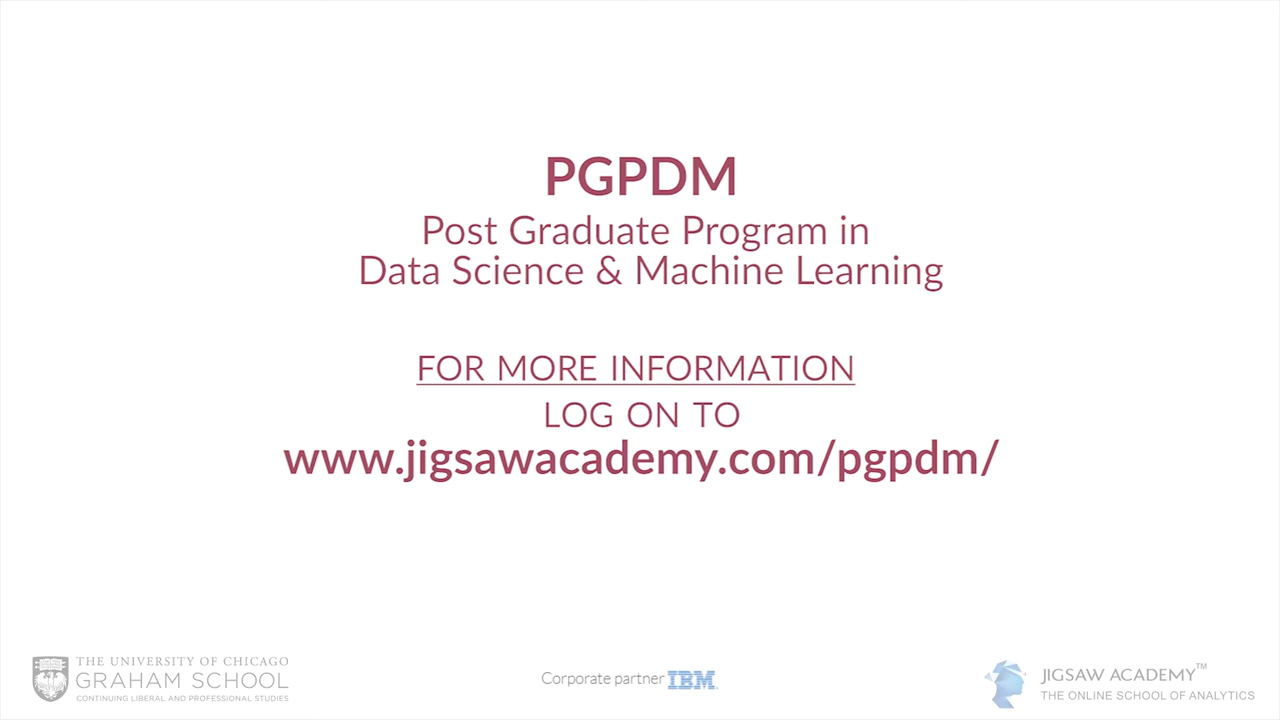 PGPDM
Post Graduate Program in
Data Science & Machine Learning
FOR MORE INFORMATION
LOG ON TO
www.jigsawacademy.com/pgpdm/
THE UNIVERSITY OF CHICAGO
GRAHAM SCHOOL
CONTINUING LIBERAL AND PROFESSIONAL STUDIES
Corporate partner IBM
JIGSAW ACADEMY™
THE ONLINE SCHOOL OF ANALYTICS